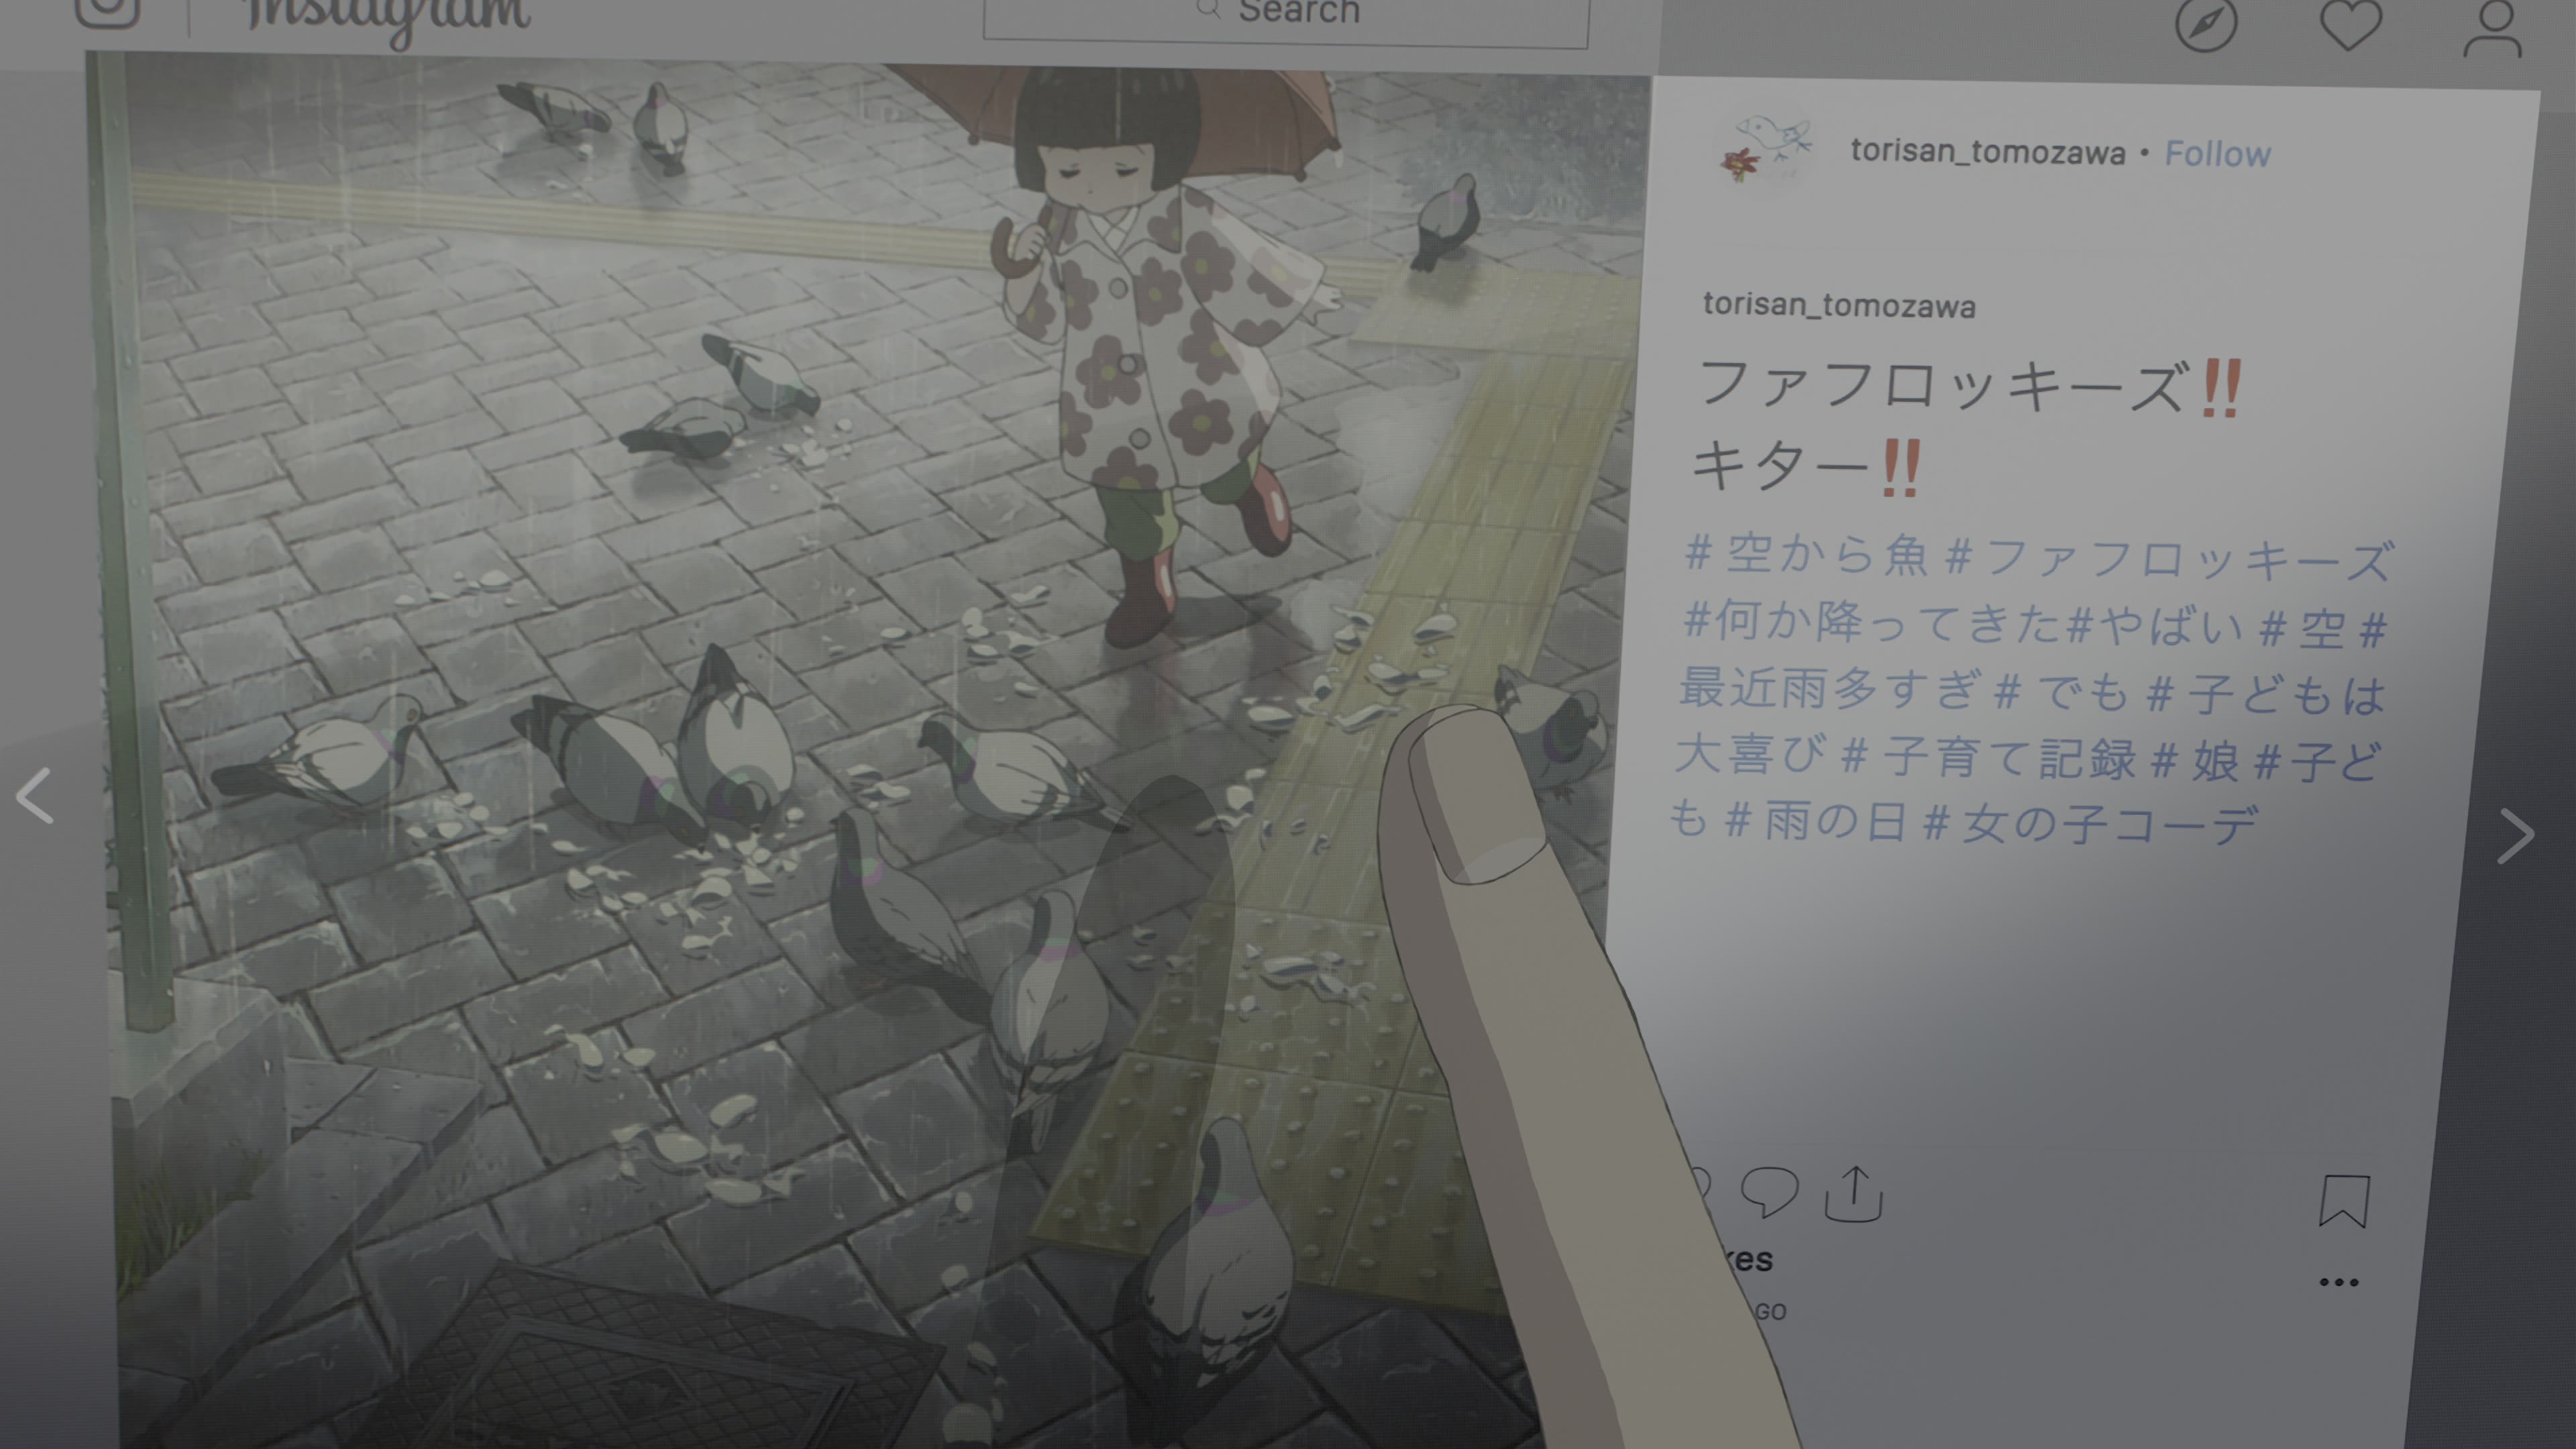 Instagram
Search
torisan_tomozawa • Follow
torisan_tomozawa
ファフロッキーズ‼
キター‼
#空から魚#ファフロッキーズ
#何か降ってきた#やばい#空#
最近雨多すぎ#でも#子どもは
大喜び#子育て記録#娘#子ど
も#雨の日#女の子コーデ